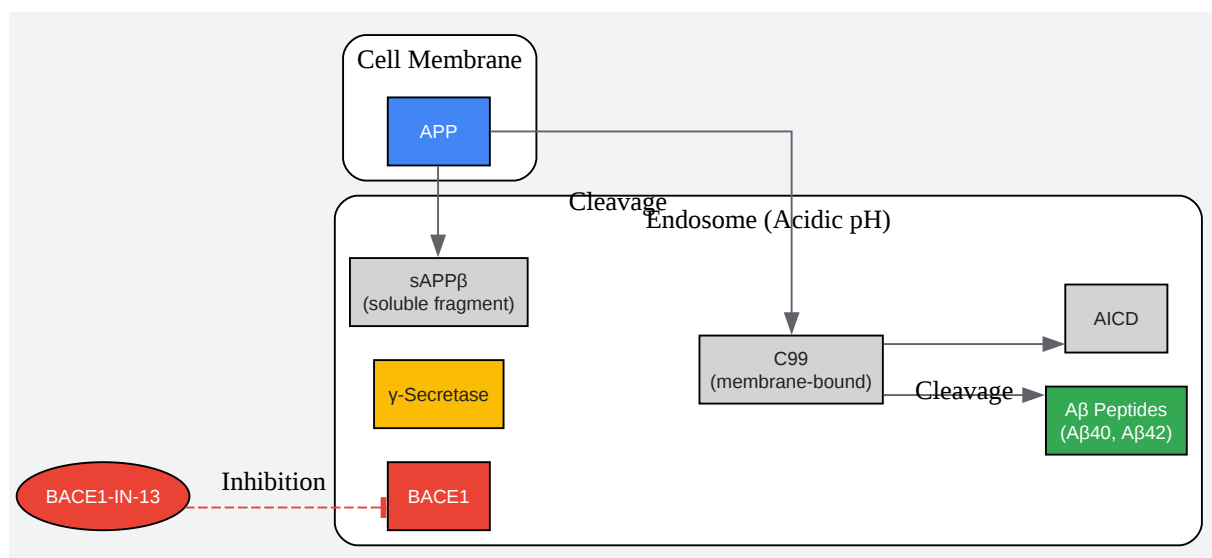 Cell Membrane
APP
Cleavage
Endosome (Acidic pH)
sAPPβ
(soluble fragment)
AICD
C99
(membrane-bound)
γ-Secretase
Cleavage
Aβ Peptides
(Aβ40, Aβ42)
BACE1-IN-13
Inhibition
BACE1